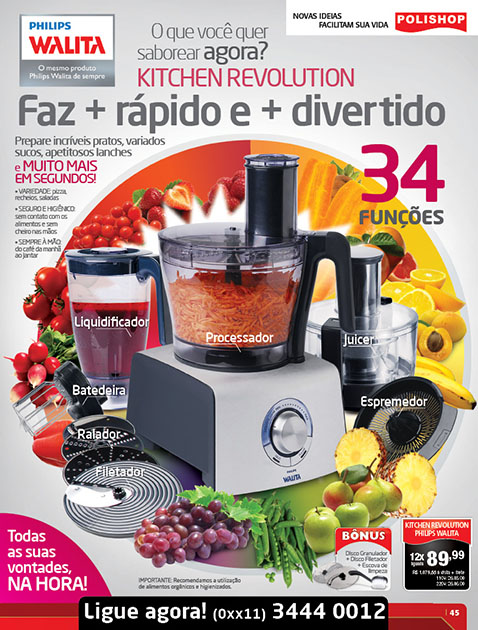 PHILIPS
WALITA
O mesmo produto
Philips Walita de sempre
NOVAS IDEIAS
FACILITAM SUA VIDA
POLISHOP
O que você quer
saborear agora?
KITCHEN REVOLUTION
Faz + rápido e + divertido
Prepare incríveis pratos, variados
sucos, apetitosos lanches
e MUITO MAIS
EM SEGUNDOS!
• VARIEDADE: pizza,
recheios, saladas
• SEGURO E HIGIÊNICO:
sem contato com os
alimentos e sem
cheiro nas mãos
• SEMPRE À MÃO:
do café da manhã
ao jantar
34
FUNÇÕES
Liquidificador
Processador
Juicer
Batedeira
Espremedor
Ralador
Filetador
PHILIPS
WALITA
Todas
as suas
vontades,
NA HORA!
IMPORTANTE: Recomendamos a utilização
de alimentos orgânicos e higienizados.
BÔNUS
Disco Granulador
+ Disco Filetador
+ Escova de
limpeza
KITCHEN REVOLUTION
PHILIPS WALITA
12x
iguais
89,99
Ligue agora! (0xx11) 3444 0012
45